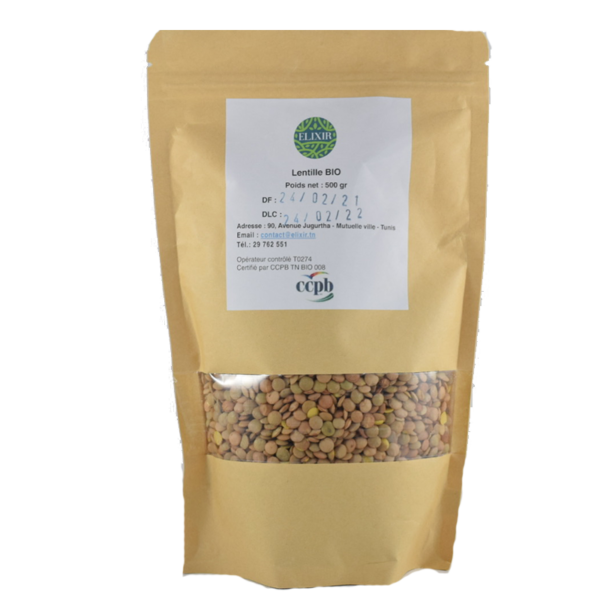 ELIXIR
Lentille BIO
Poids net : 500 gr
DF : 24/02/21
DLC : 24/02/22
Adresse : 90, Avenue Jugurtha - Mutuelle ville - Tunis
Email : contact@elixir.tn
Tél.: 29 762 551
Opérateur contrôlé T0274
Certifié par CCPB TN BIO 008
ccpb